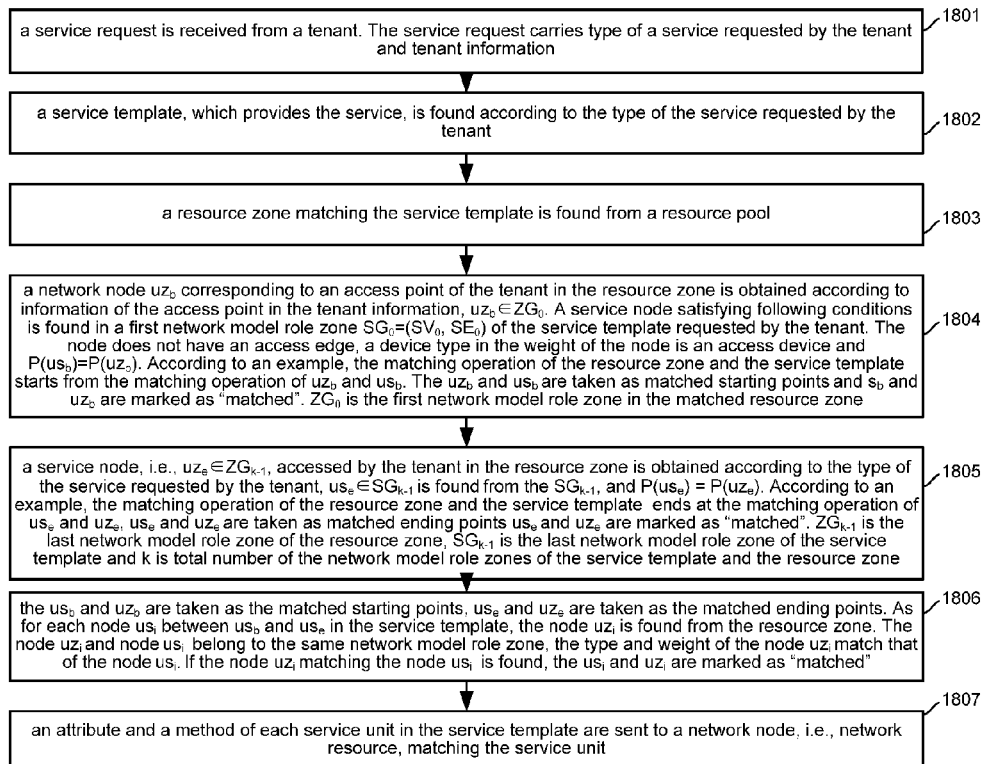 a service request is received from a tenant. The service request carries type of a service requested by the tenant
and tenant information
1801
a service template, which provides the service, is found according to the type of the service requested by the
tenant
1802
a resource zone matching the service template is found from a resource pool
1803
a network node uz_b corresponding to an access point of the tenant in the resource zone is obtained according to
information of the access point in the tenant information, uz_b∈ZG_0. A service node satisfying following conditions
is found in a first network model role zone SG_0=(SV_0, SE_0) of the service template requested by the tenant. The
node does not have an access edge, a device type in the weight of the node is an access device and
P(us_b)=P(uz_b). According to an example, the matching operation of the resource zone and the service template
starts from the matching operation of uz_b and us_b. The uz_b and us_b are taken as matched starting points and s_b and
uz_b are marked as “matched”. ZG_0 is the first network model role zone in the matched resource zone
1804
a service node, i.e., uz_e∈ZG_k-1, accessed by the tenant in the resource zone is obtained according to the type of
the service requested by the tenant, us_e∈SG_k-1 is found from the SG_k-1, and P(us_e) = P(uz_e). According to an
example, the matching operation of the resource zone and the service template ends at the matching operation of
us_e and uz_e, us_e and uz_e are taken as matched ending points us_e and uz_e are marked as “matched”. ZG_k-1 is the
last network model role zone of the resource zone, SG_k-1 is the last network model role zone of the service
template and k is total number of the network model role zones of the service template and the resource zone
1805
the us_b and uz_b are taken as the matched starting points, us_e and uz_e are taken as the matched ending points. As
for each node us_i between us_b and us_e in the service template, the node uz_i is found from the resource zone. The
node uz_i and node us_i belong to the same network model role zone, the type and weight of the node uz_i match that
of the node us_i. If the node uz_i matching the node us_i is found, the us_i and uz_i are marked as “matched”
1806
an attribute and a method of each service unit in the service template are sent to a network node, i.e., network
resource, matching the service unit
1807